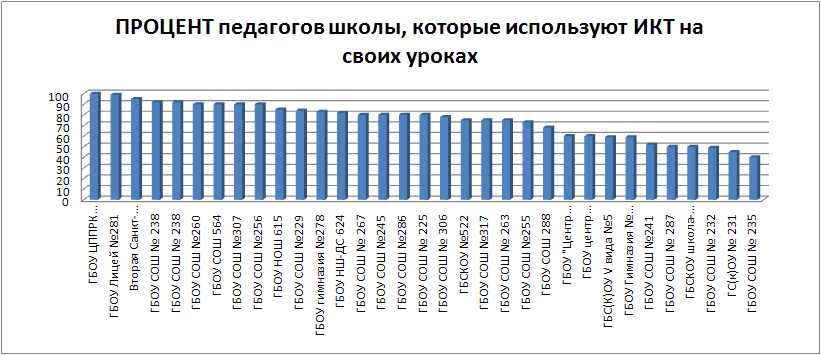 ПРОЦЕНТ педагогов школы, которые используют ИКТ на
своих уроках
100
90
80
70
60
50
40
30
20
10
0
ГБОУ ЦППРК ...
ГБОУ Лицей №281
Вторая Санкт-...
ГБОУ СОШ № 238
ГБОУ СОШ № 238
ГБОУ СОШ №260
ГБОУ СОШ 564
ГБОУ СОШ №307
ГБОУ СОШ №256
ГБОУ НОШ 615
ГБОУ СОШ №229
ГБОУ гимназия №278
ГБОУ НШ-ДС 624
ГБОУ СОШ № 267
ГБОУ СОШ №245
ГБОУ СОШ №286
ГБОУ СОШ № 225
ГБОУ СОШ № 306
ГБСКОУ №522
ГБОУ СОШ №317
ГБОУ СОШ № 263
ГБОУ СОШ №255
ГБОУ СОШ 288
ГБОУ "Центр ...
ГБОУ центр ...
ГБС(К)ОУ V вида №5
ГБОУ Гимназия № ...
ГБОУ СОШ №241
ГБОУ СОШ № 287
ГБСКОУ школа-...
ГБОУ СОШ № 232
ГС(к)ОУ № 231
ГБОУ СОШ № 235